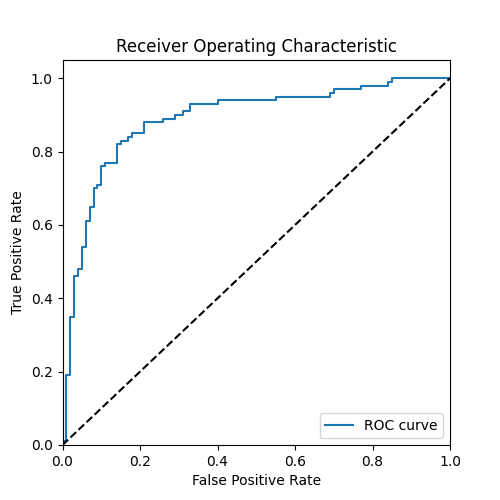 Receiver Operating Characteristic
1.0
0.8
0.6
0.4
0.2
0.0
True Positive Rate
ROC curve
0.0 0.2 0.4 0.6 0.8 1.0
False Positive Rate